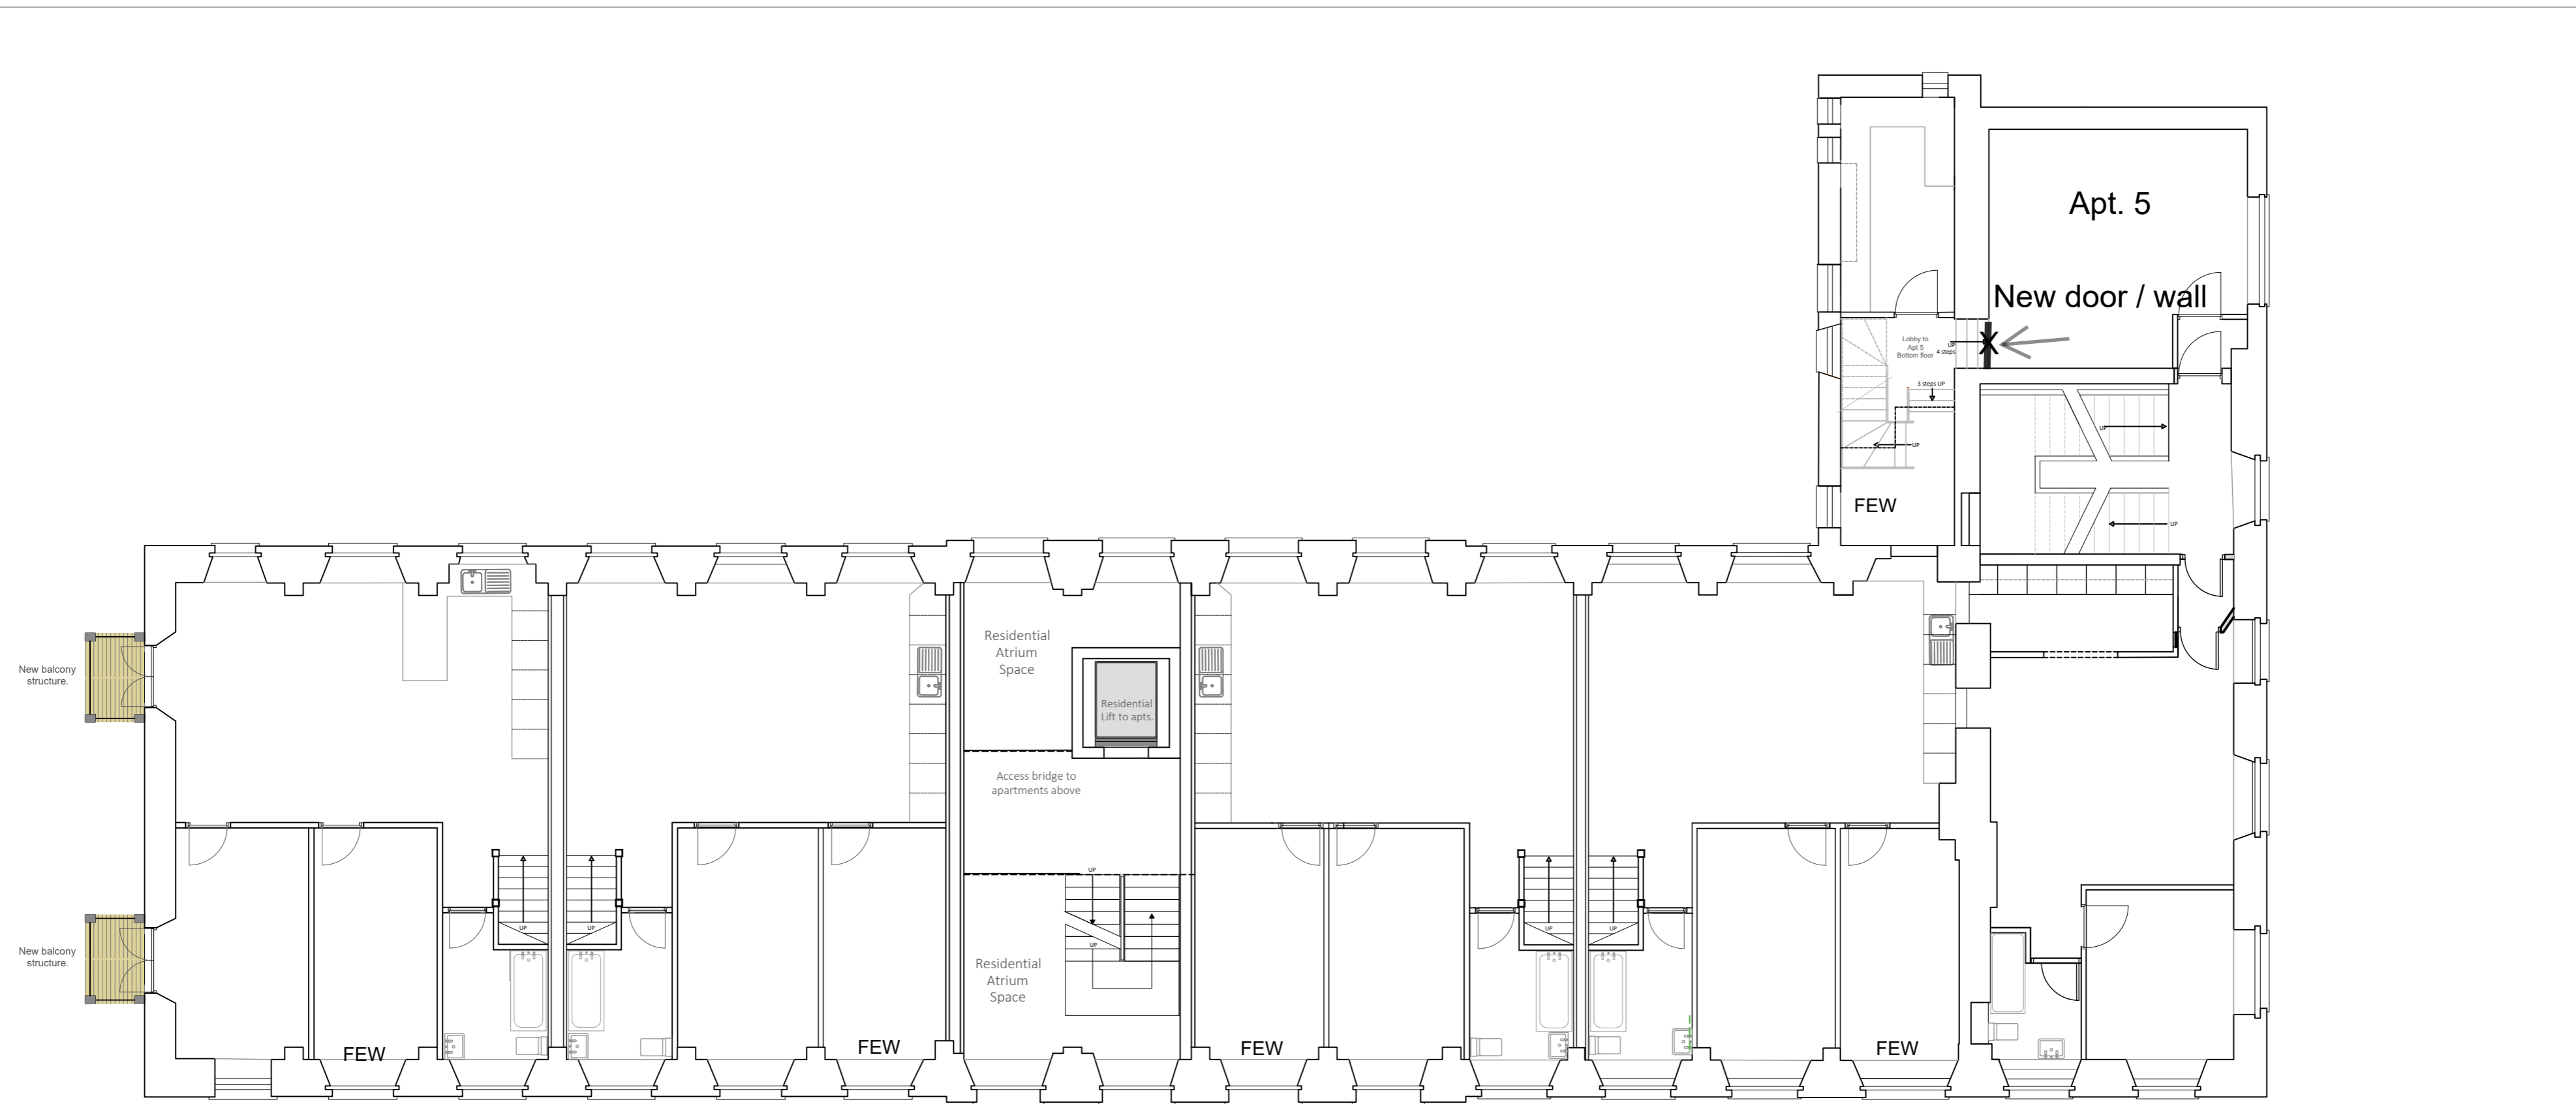 Apt. 5
New door / wall
Lobby to
Apt 5
Bottom floor
UP
4 steps
X
3 steps UP
UP
UP
UP
FEW
New balcony
structure.
Residential
Atrium
Space
Residential
Lift to apts.
Access bridge to
apartments above
UP
UP
UP
UP
UP
UP
New balcony
structure.
Residential
Atrium
Space
FEW
FEW
FEW
FEW